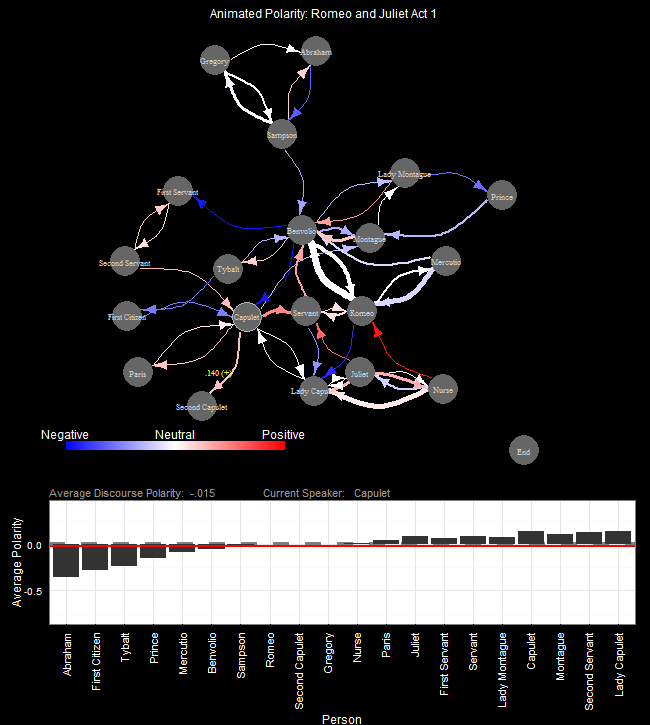 Animated Polarity: Romeo and Juliet Act 1
Gregory
Abraham
Sampson
Lady Montague
First Servant
Prince
Benvolio
Montague
Second Servant
Tybalt
Mercutio
First Citizen
Capulet
Servant
Romeo
Paris
.140 (+)
Juliet
Lady Capulet
Nurse
Second Capulet
Negative Neutral Positive
End
Average Discourse Polarity: -.015 Current Speaker: Capulet
Average Polarity
0.0
-0.5
Abraham
First Citizen
Tybalt
Prince
Mercutio
Benvolio
Sampson
Romeo
Second Capulet
Gregory
Nurse
Paris
Juliet
First Servant
Servant
Lady Montague
Capulet
Montague
Second Servant
Lady Capulet
Person